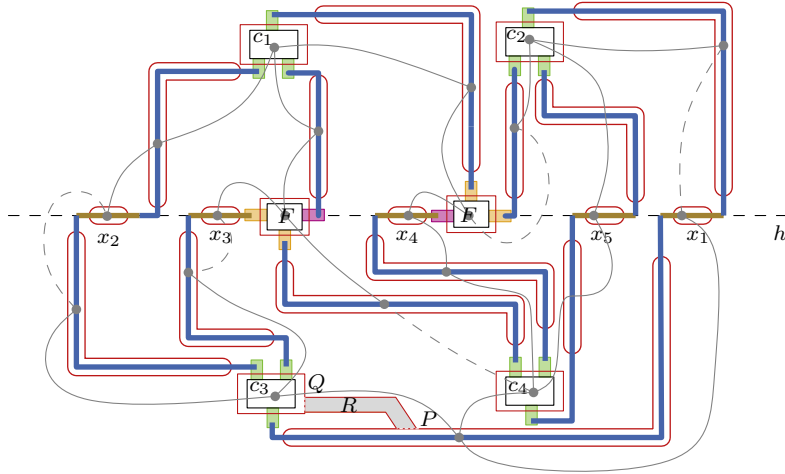 c₁
c₂
F
F
x₂
x₃
x₄
x₅
x₁
h
c₃
Q
c₄
R
P